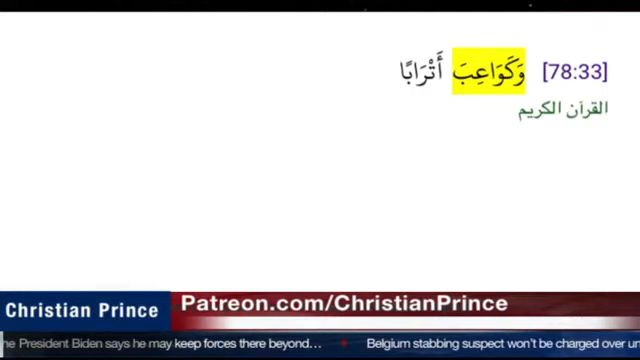 وَكَوَاعِبَ أَتْرَابًا [78:33]
القرآن الكريم
Christian Prince
Patreon.com/ChristianPrince
he President Biden says he may keep forces there beyond… Belgium stabbing suspect won't be charged over un